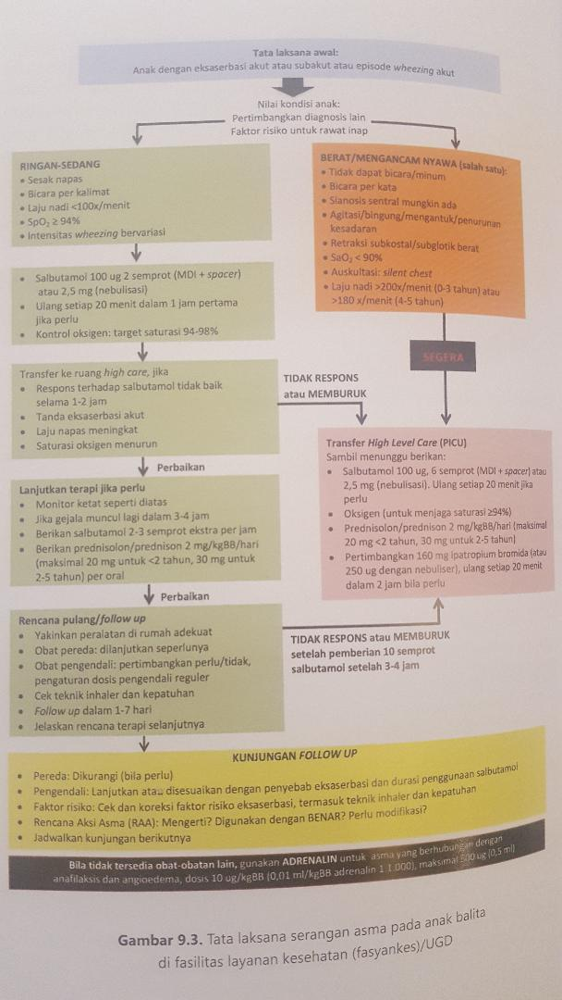 Tata laksana awal:
Anak dengan eksaserbasi akut atau subakut atau episode wheezing akut
Nilai kondisi anak:
Pertimbangkan diagnosis lain
Faktor risiko untuk rawat inap
RINGAN-SEDANG
• Sesak napas
• Bicara per kalimat
• Laju nadi <100x/menit
• SpO₂ ≥ 94%
• Intensitas wheezing bervariasi
BERAT/MENGANCAM NYAWA (salah satu):
• Tidak dapat bicara/minum
• Bicara per kata
• Sianosis sentral mungkin ada
• Agitasi/bingung/mengantuk/penurunan
kesadaran
• Retraksi subkostal/subglotik berat
• SaO₂ < 90%
• Auskultasi: silent chest
• Laju nadi >200x/menit (0-3 tahun) atau
>180 x/menit (4-5 tahun)
• Salbutamol 100 ug 2 semprot (MDI + spacer)
atau 2,5 mg (nebulisasi)
• Ulang setiap 20 menit dalam 1 jam pertama
jika perlu
• Kontrol oksigen: target saturasi 94-98%
SEGERA
Transfer ke ruang high care, jika
• Respons terhadap salbutamol tidak baik
selama 1-2 jam
• Tanda eksaserbasi akut
• Laju napas meningkat
• Saturasi oksigen menurun
TIDAK RESPONS
atau MEMBURUK
Transfer High Level Care (PICU)
Sambil menunggu berikan:
• Salbutamol 100 ug, 6 semprot (MDI + spacer) atau
2,5 mg (nebulisasi). Ulang setiap 20 menit jika
perlu
• Oksigen (untuk menjaga saturasi ≥94%)
• Prednisolon/prednison 2 mg/kgBB/hari (maksimal
20 mg <2 tahun, 30 mg untuk 2-5 tahun)
• Pertimbangkan 160 mg ipatropium bromida (atau
250 ug dengan nebuliser), ulang setiap 20 menit
dalam 2 jam bila perlu
Perbaikan
Lanjutkan terapi jika perlu
• Monitor ketat seperti diatas
• Jika gejala muncul lagi dalam 3-4 jam
• Berikan salbutamol 2-3 semprot ekstra per jam
• Berikan prednisolon/prednison 2 mg/kgBB/hari
(maksimal 20 mg untuk <2 tahun, 30 mg untuk
2-5 tahun) per oral
Perbaikan
Rencana pulang/follow up
• Yakinkan peralatan di rumah adequat
• Obat pereda: dilanjutkan seperlunya
• Obat pengendali: pertimbangkan perlu/tidak,
pengaturan dosis pengendali reguler
• Cek teknik inhaler dan kepatuhan
• Follow up dalam 1-7 hari
• Jelaskan rencana terapi selanjutnya
TIDAK RESPONS atau MEMBURUK
setelah pemberian 10 semprot
salbutamol setelah 3-4 jam
KUNJUNGAN FOLLOW UP
• Pereda: Dikurangi (bila perlu)
• Pengendali: Lanjutkan atau disesuaikan dengan penyebab eksaserbasi dan durasi penggunaan salbutamol
• Faktor risiko: Cek dan koreksi faktor risiko eksaserbasi, termasuk teknik inhaler dan kepatuhan
• Rencana Aksi Asma (RAA): Mengerti? Digunakan dengan BENAR? Perlu modifikasi?
• Jadwalkan kunjungan berikutnya
Bila tidak tersedia obat-obatan lain, gunakan ADRENALIN untuk asma yang berhubungan dengan
anafilaksis dan angioedema, dosis 10 ug/kgBB (0,01 ml/kgBB adrenalin 1:1.000), maksimal 500 ug (0,5 ml)
Gambar 9.3. Tata laksana serangan asma pada anak balita
di fasilitas layanan kesehatan (fasyankes)/UGD